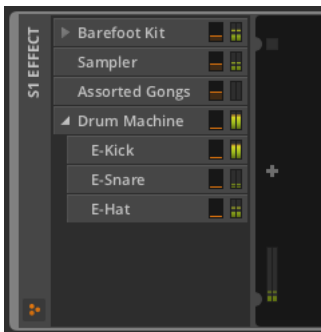 S1 EFFECT
Barefoot Kit
Sampler
Assorted Gongs
Drum Machine
E-Kick
E-Snare
E-Hat